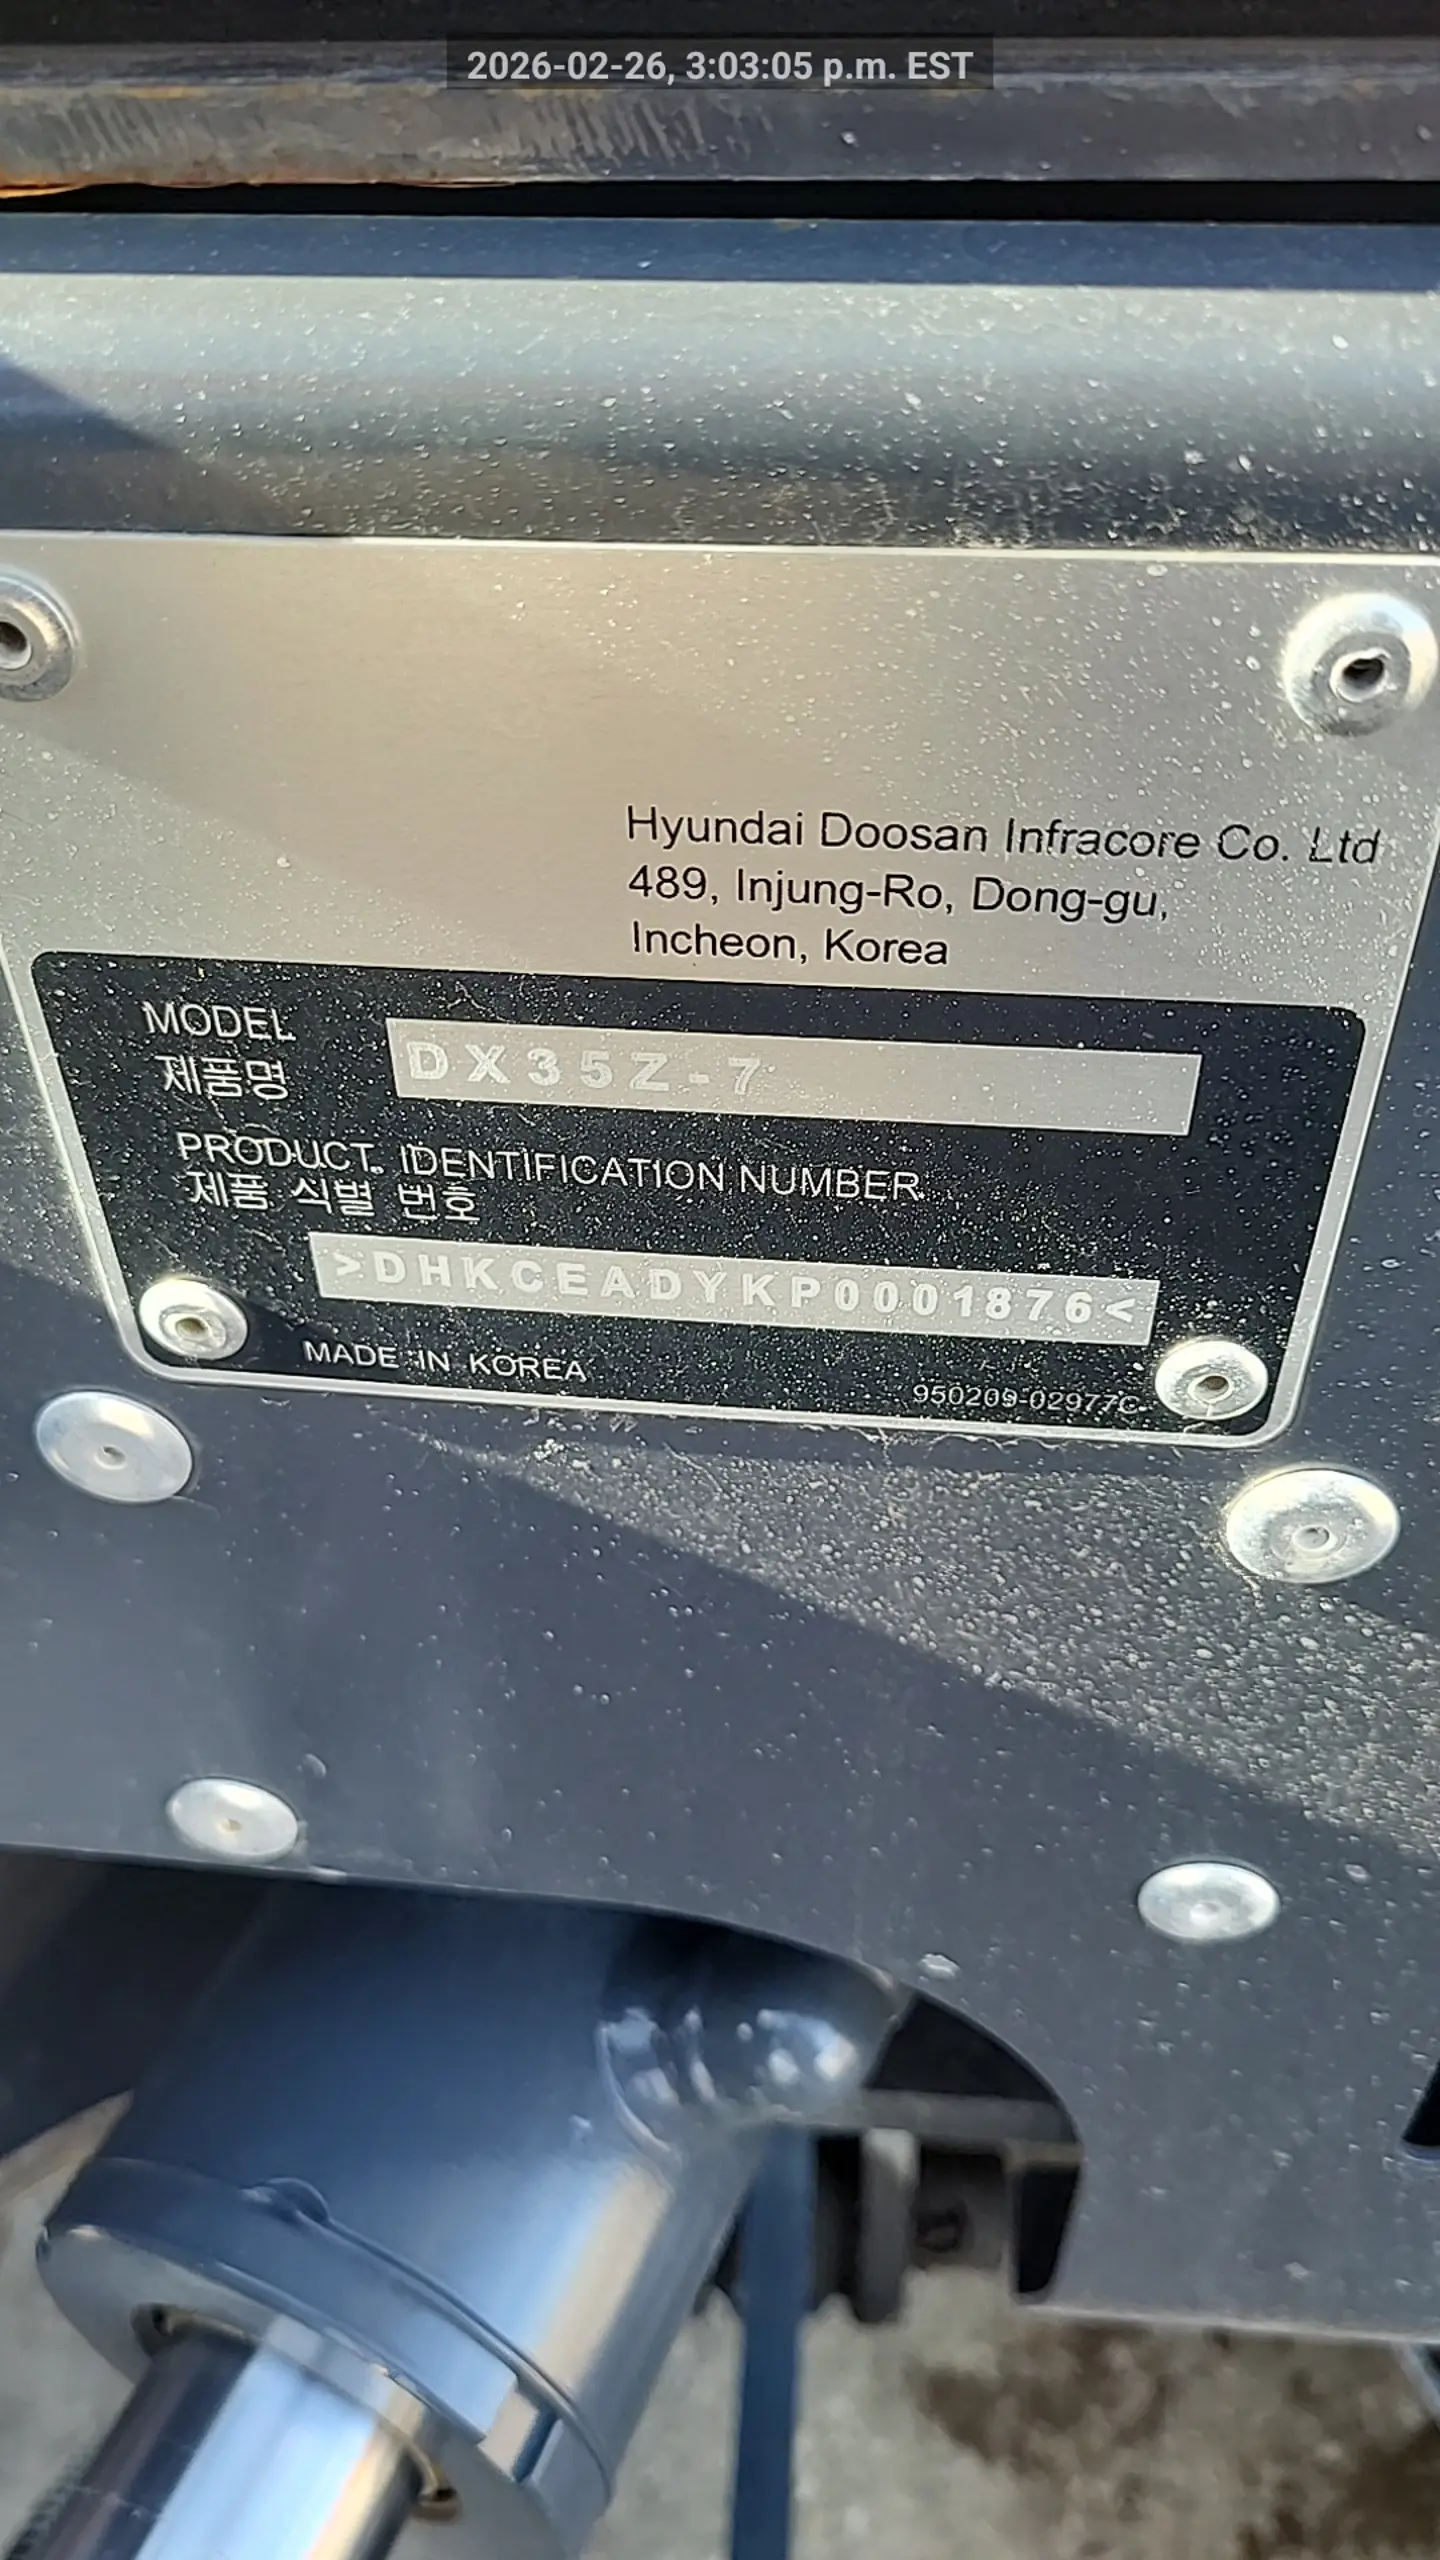 2026-02-26, 3:03:05 p.m. EST
Hyundai Doosan Infracore Co. Ltd
489, Injung-Ro, Dong-gu,
Incheon, Korea
MODEL
제품명
DX35Z-7
PRODUCT IDENTIFICATION NUMBER
제품 식별 번호
>DHKCEADYKP0001876<
MADE IN KOREA
950209-02977C